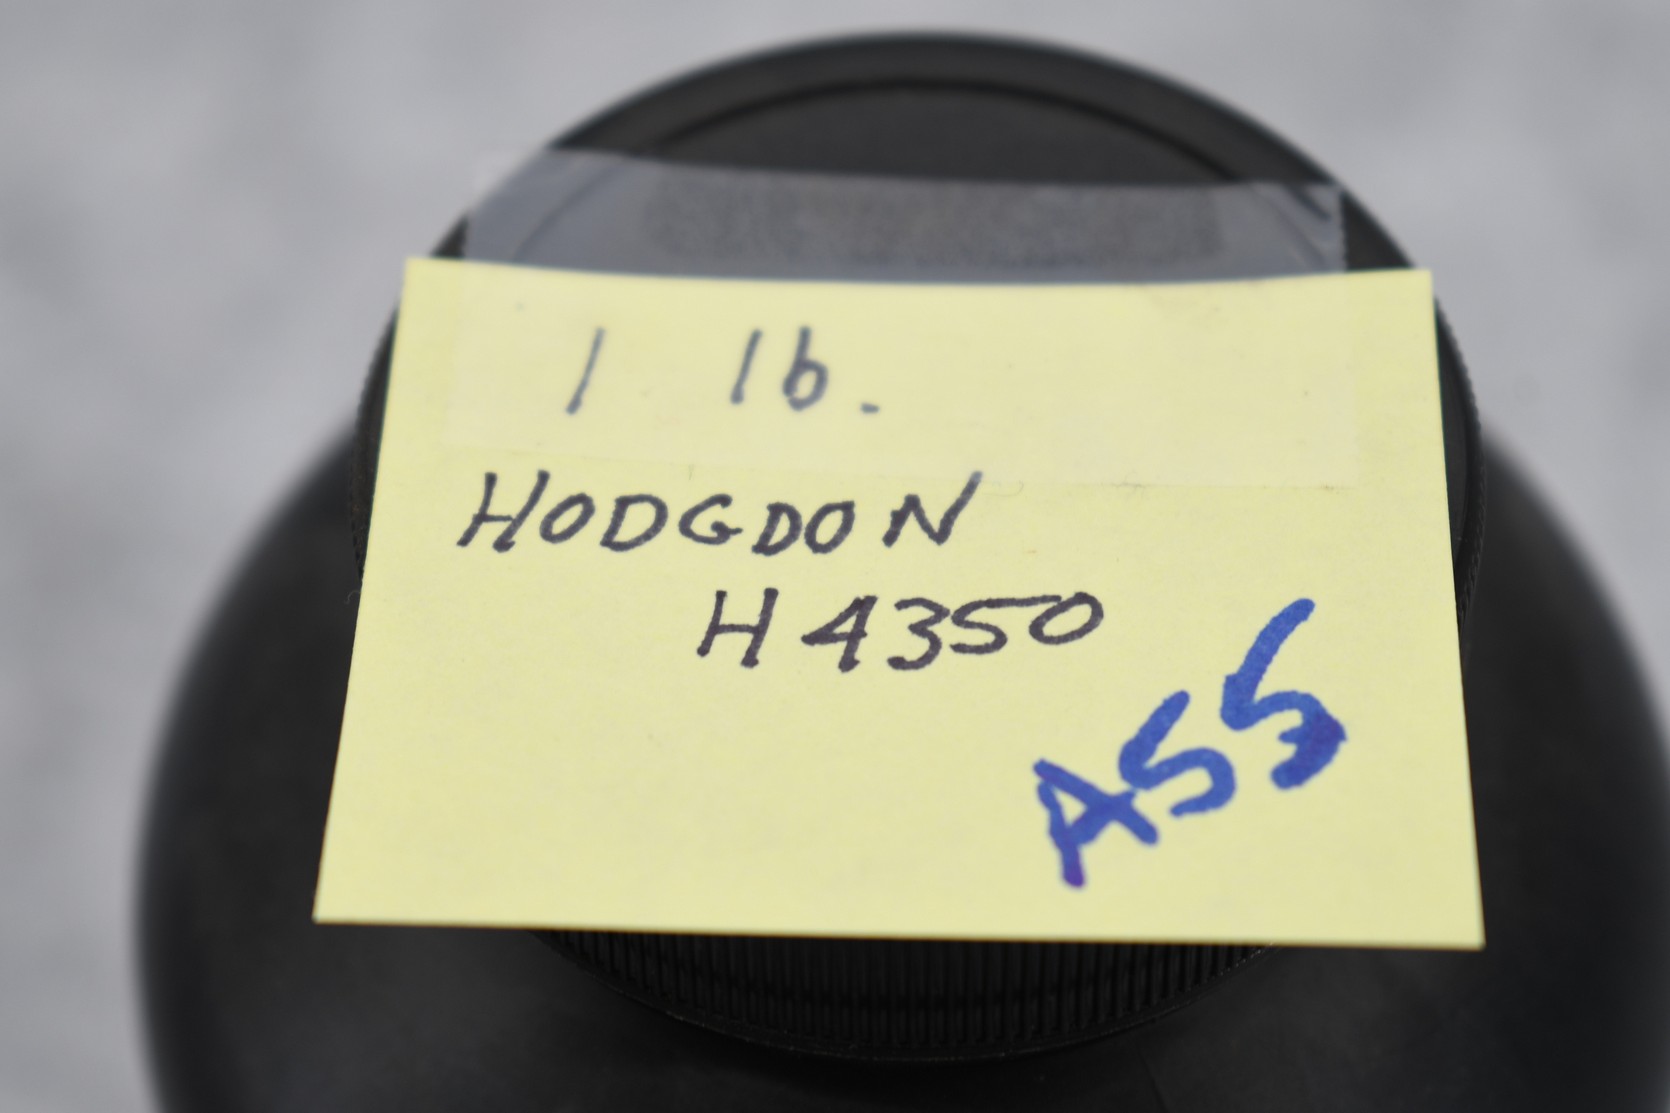 1 lb.
HODGDON
H4350
ASS